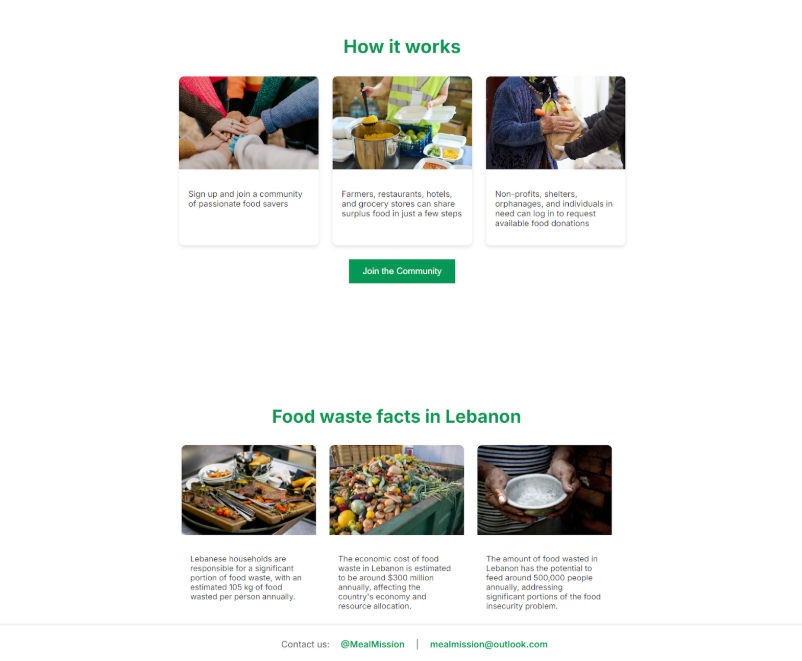 How it works
Sign up and join a community
of passionate food savers
Farmers, restaurants, hotels,
and grocery stores can share
surplus food in just a few steps
Non-profits, shelters,
orphanages, and individuals in
need can log in to request
available food donations
Join the Community
Food waste facts in Lebanon
Lebanese households are
responsible for a significant
portion of food waste, with an
estimated 105 kg of food
wasted per person annually.
The economic cost of food
waste in Lebanon is estimated
to be around $300 million
annually, affecting the
country's economy and
resource allocation.
The amount of food wasted in
Lebanon has the potential to
feed around 500,000 people
annually, addressing
significant portions of the food
insecurity problem.
Contact us: @MealMission | mealmission@outlook.com